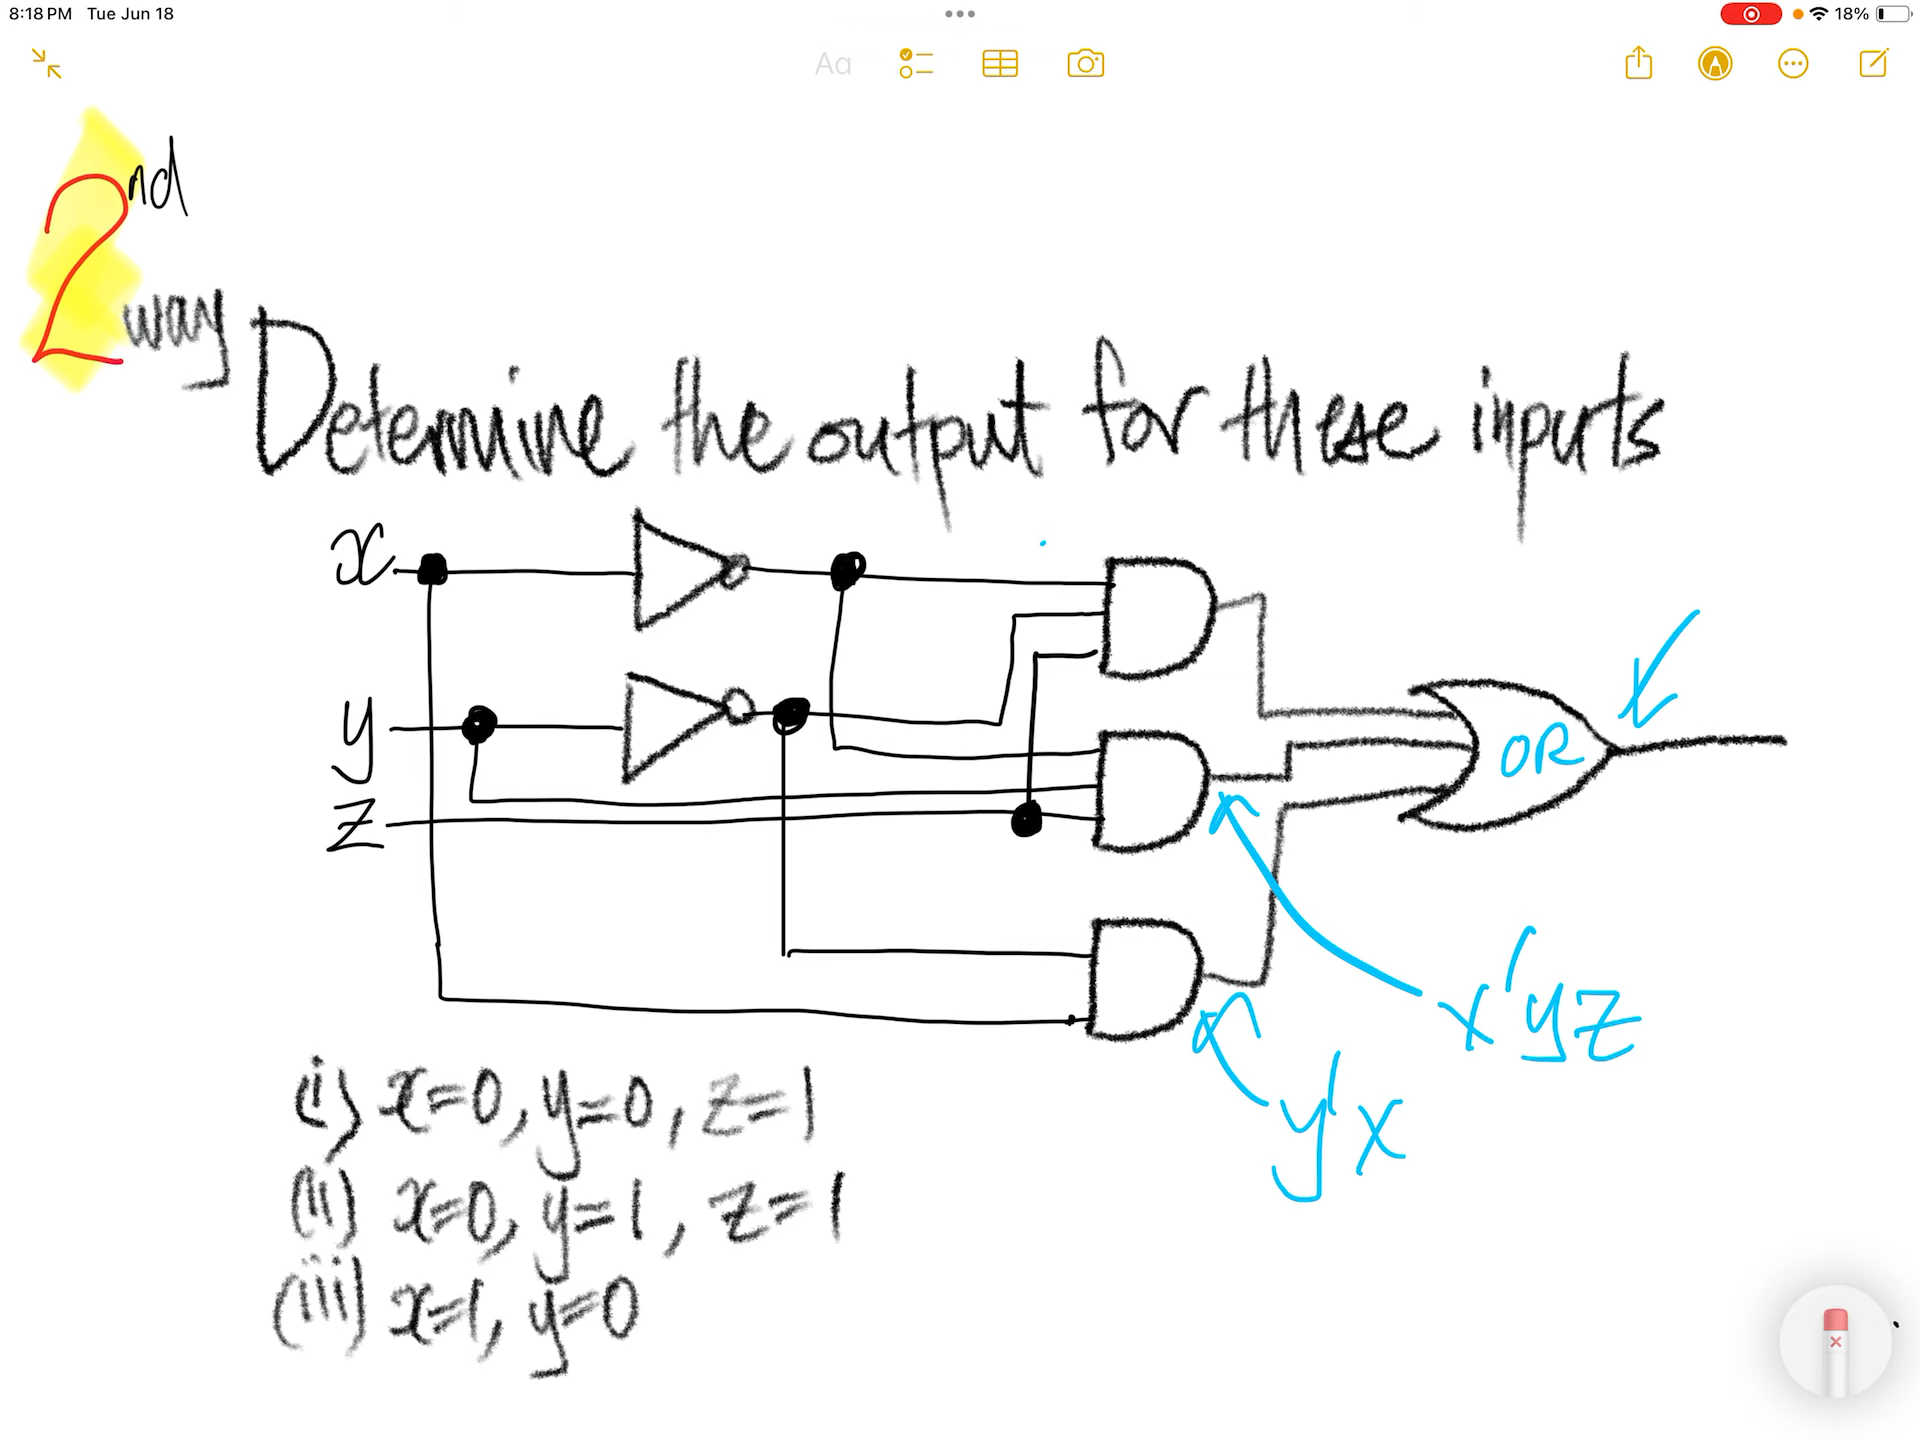 8:18 PM Tue Jun 18
18%
Aa
2nd
way
Determine the output for these inputs
x
y
z
OR
x'yz
y'x
(i) x=0, y=0, z=1
(ii) x=0, y=1, z=1
(iii) x=1, y=0